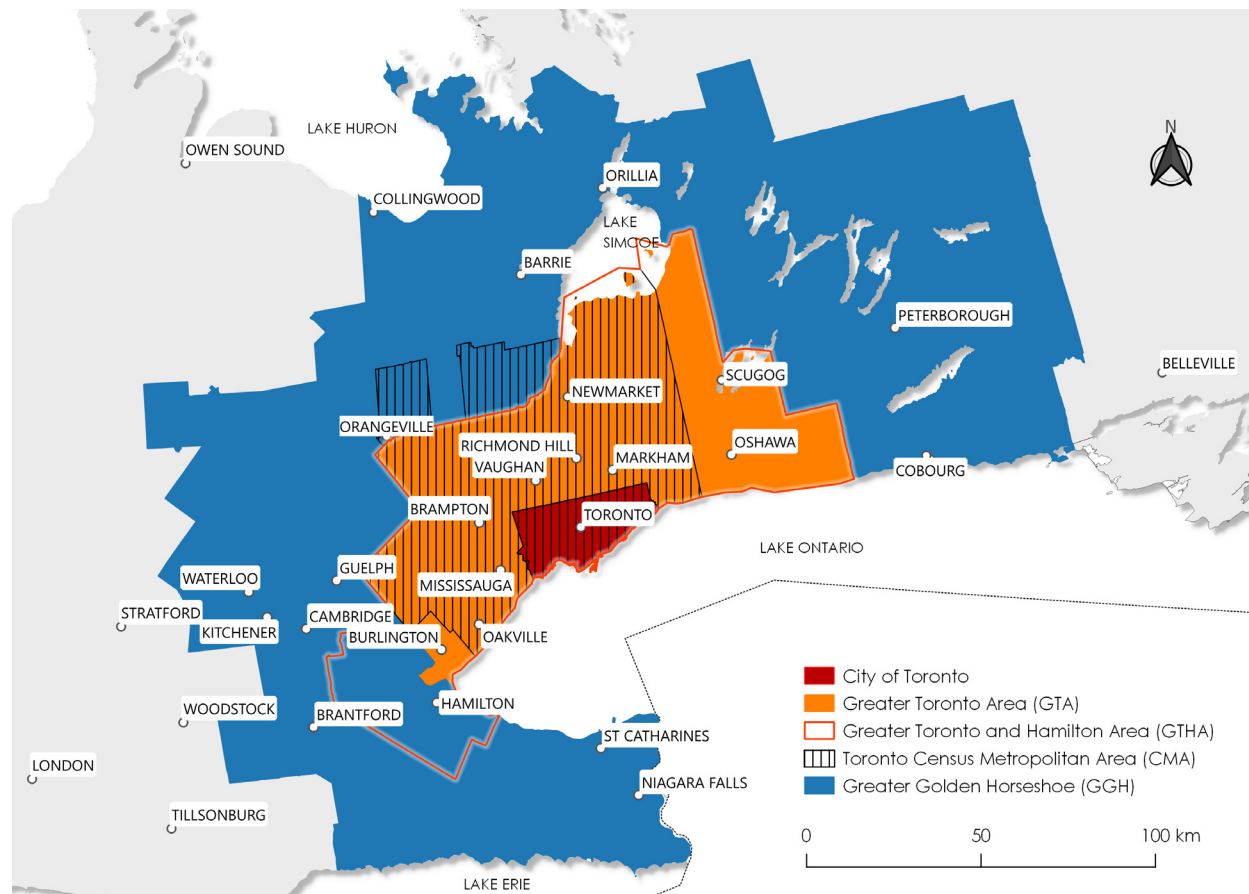 N
LAKE HURON
OWEN SOUND
ORILLIA
COLLINGWOOD
LAKE
SIMCOE
BARRIE
PETERBOROUGH
BELLEVILLE
SCUGOG
NEWMARKET
ORANGEVILLE
RICHMOND HILL
OSHAWA
MARKHAM
VAUGHAN
COBOURG
BRAMPTON
TORONTO
LAKE ONTARIO
GUELPH
WATERLOO
MISSISSAUGA
STRATFORD
CAMBRIDGE
KITCHENER
BURLINGTON
OAKVILLE
HAMILTON
WOODSTOCK
BRANTFORD
ST CATHARINES
LONDON
NIAGARA FALLS
TILLSONBURG
LAKE ERIE
City of Toronto
Greater Toronto Area (GTA)
Greater Toronto and Hamilton Area (GTHA)
Toronto Census Metropolitan Area (CMA)
Greater Golden Horseshoe (GGH)
0 50 100 km